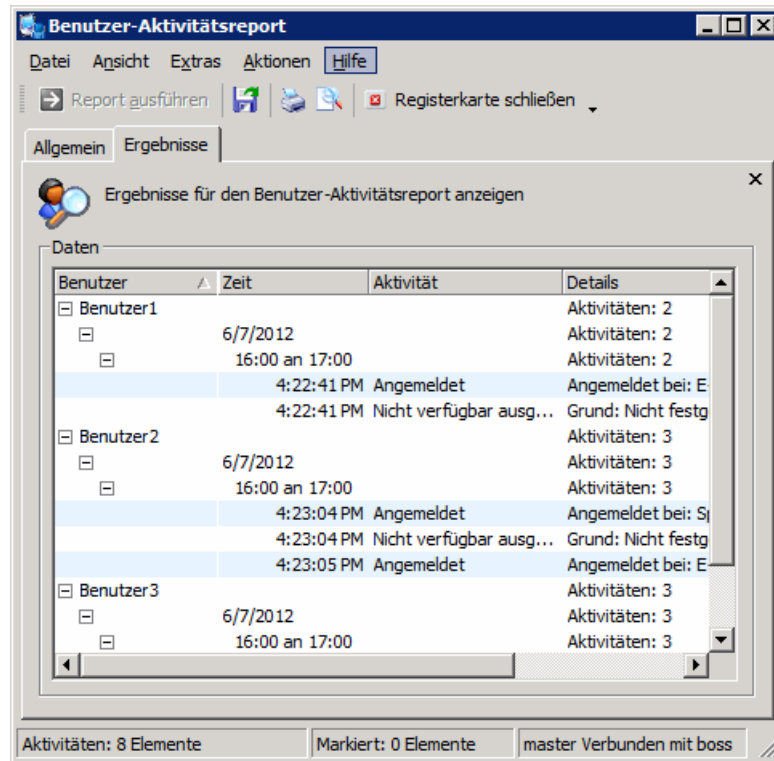 Benutzer-Aktivitätsreport
Datei Ansicht Extras Aktionen Hilfe
Report ausführen Registerkarte schließen
Allgemein Ergebnisse
Ergebnisse für den Benutzer-Aktivitätsreport anzeigen
Daten
Benutzer Zeit Aktivität Details
Benutzer1 Aktivitäten: 2
6/7/2012 Aktivitäten: 2
16:00 an 17:00 Aktivitäten: 2
4:22:41 PM Angemeldet Angemeldet bei: E
4:22:41 PM Nicht verfügbar ausg... Grund: Nicht festg
Benutzer2 Aktivitäten: 3
6/7/2012 Aktivitäten: 3
16:00 an 17:00 Aktivitäten: 3
4:23:04 PM Angemeldet Angemeldet bei: Sp
4:23:04 PM Nicht verfügbar ausg... Grund: Nicht festg
4:23:05 PM Angemeldet Angemeldet bei: E
Benutzer3 Aktivitäten: 3
6/7/2012 Aktivitäten: 3
16:00 an 17:00 Aktivitäten: 3
Aktivitäten: 8 Elemente Markiert: 0 Elemente master Verbunden mit boss